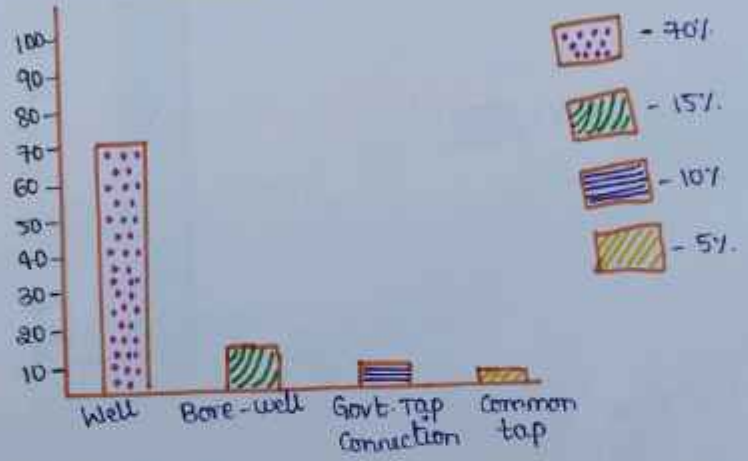 100
90
80
70
60
50
40
30
20
10
Well
Bore-well
Govt. Tap
Connection
Common
tap
- 70%
- 15%.
- 10%
- 5%.